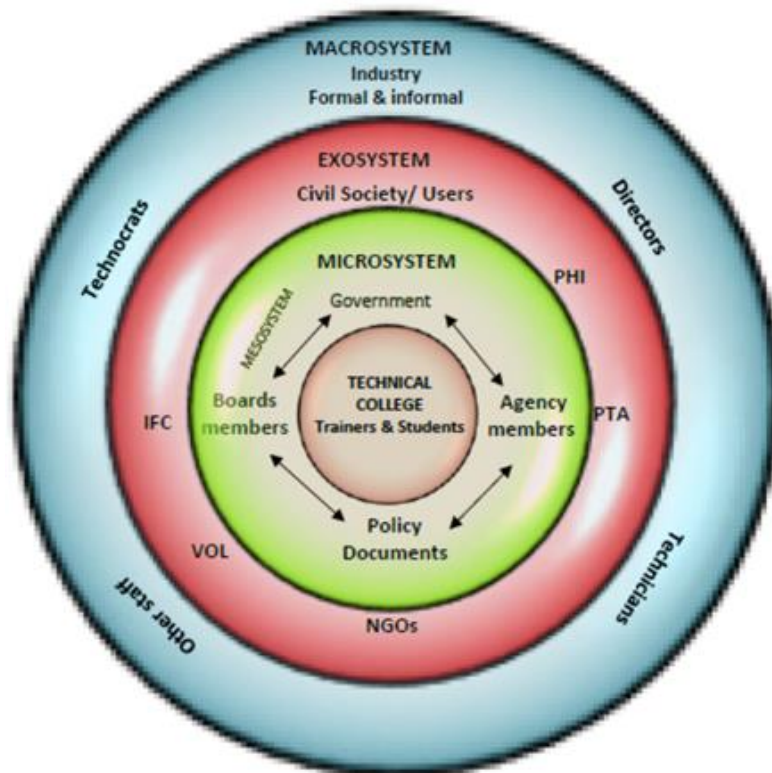 MACROSYSTEM
Industry
Formal & informal
Technocrats
Directors
EXOSYSTEM
Civil Society/ Users
PHI
MICROSYSTEM
MESOSYSTEM
Government
TECHNICAL
COLLEGE
Trainers & Students
Boards
members
Agency
members
IFC
PTA
Policy
Documents
VOL
NGOs
Other staff
Technicians